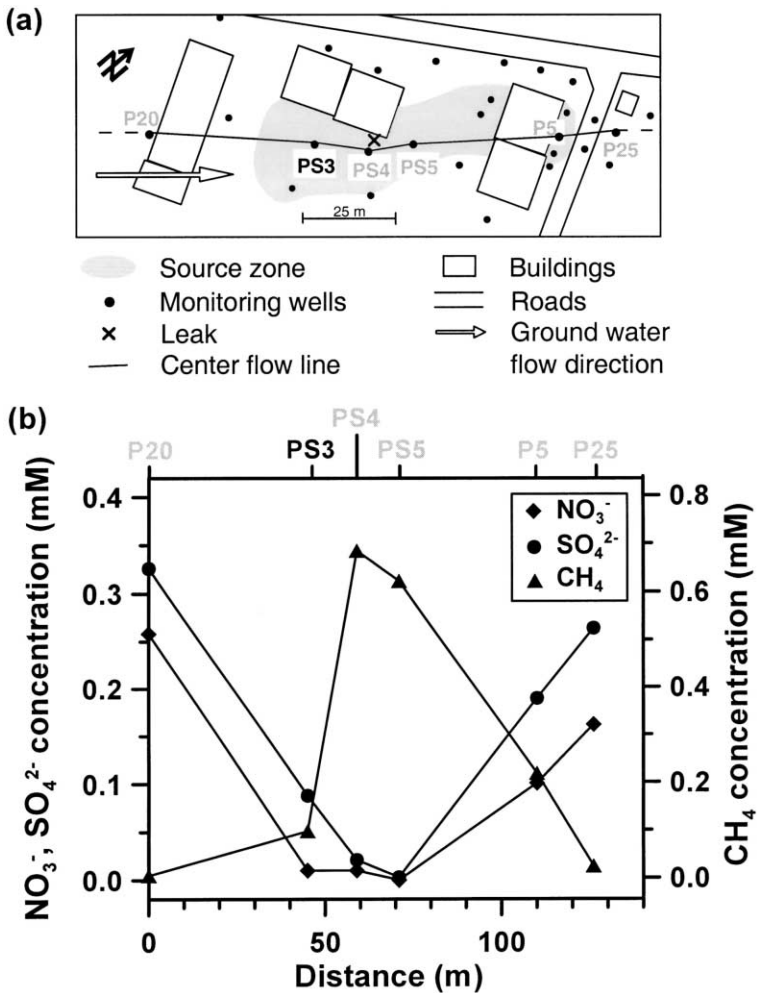 (a)
N
P20
PS3
PS4
PS5
P5
P25
25 m
Source zone
Buildings
Monitoring wells
Roads
Leak
Ground water
flow direction
Center flow line
(b)
PS4
P20
PS3
PS5
P5
P25
NO₃⁻, SO₄²⁻ concentration (mM)
0.4
0.3
0.2
0.1
0.0
NO₃⁻
SO₄²⁻
CH₄
0.8
0.6
0.4
0.2
0.0
CH₄ concentration (mM)
0
50
100
Distance (m)